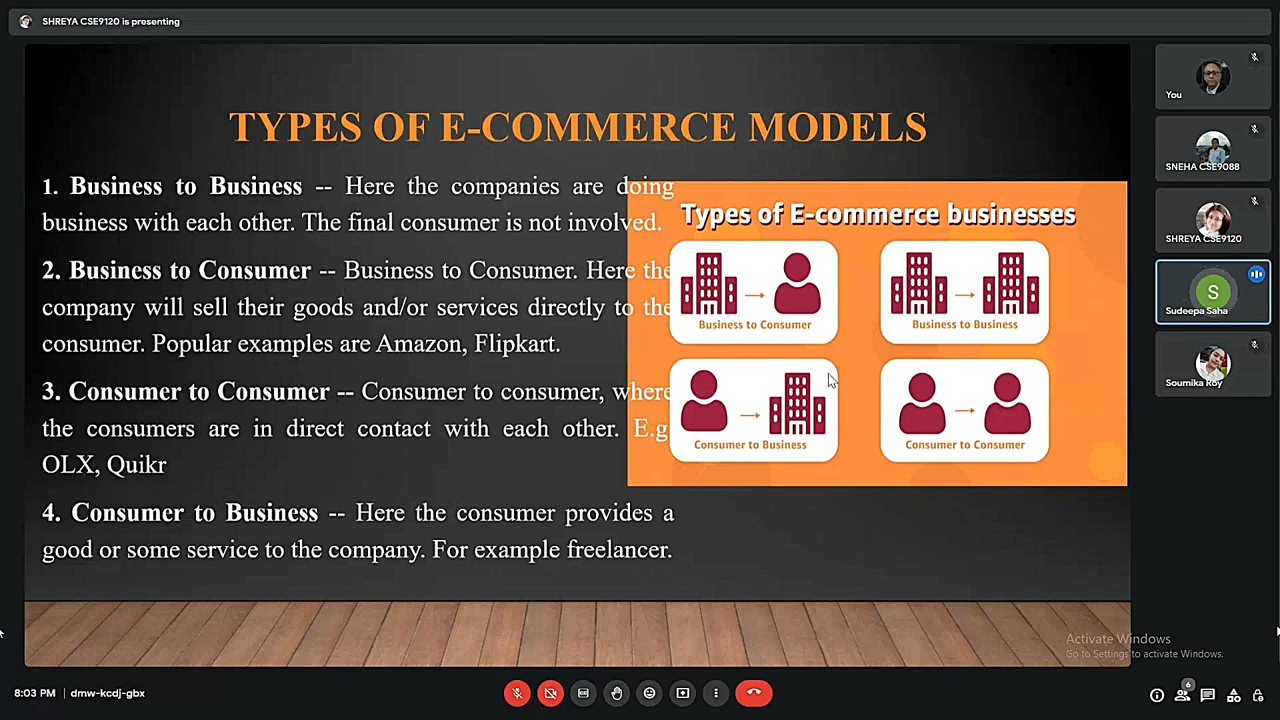 SHREYA CSE9120 is presenting
TYPES OF E-COMMERCE MODELS
1. Business to Business -- Here the companies are doing
business with each other. The final consumer is not involved.
2. Business to Consumer -- Business to Consumer. Here the
company will sell their goods and/or services directly to the
consumer. Popular examples are Amazon, Flipkart.
3. Consumer to Consumer -- Consumer to consumer, where
the consumers are in direct contact with each other. E.g
OLX, Quikr
4. Consumer to Business -- Here the consumer provides a
good or some service to the company. For example freelancer.
Types of E-commerce businesses
Business to Consumer
Business to Business
Consumer to Business
Consumer to Consumer
You
SNEHA CSE9088
SHREYA CSE9120
S
Sudeepa Saha
Soumika Roy
Activate Windows
Go to Settings to activate Windows.
8:03 PM | dmw-kcdj-gbx
6